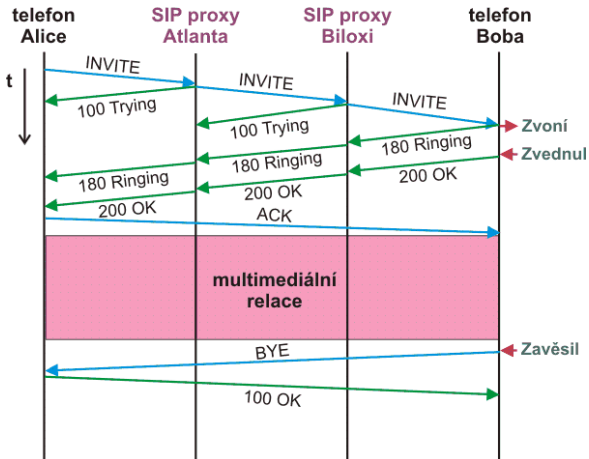 telefon
Alice
SIP proxy
Atlanta
SIP proxy
Biloxi
telefon
Boba
t
INVITE
INVITE
INVITE
100 Trying
100 Trying
Zvoní
180 Ringing
180 Ringing
180 Ringing
Zvednul
200 OK
200 OK
200 OK
ACK
multimediální
relace
BYE
Zavěsil
100 OK